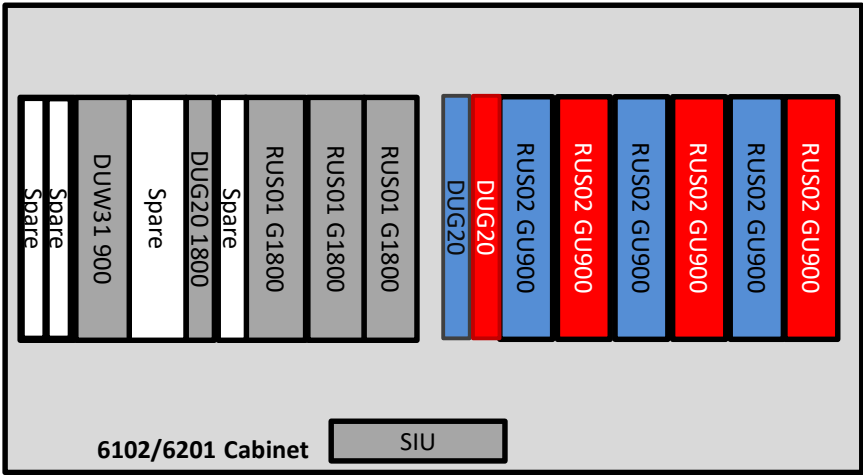 Spare
Spare
DUW31 900
Spare
DUG20 1800
Spare
RUS01 G1800
RUS01 G1800
RUS01 G1800
DUG20
DUG20
RUS02 GU900
RUS02 GU900
RUS02 GU900
RUS02 GU900
RUS02 GU900
RUS02 GU900
6102/6201 Cabinet
SIU